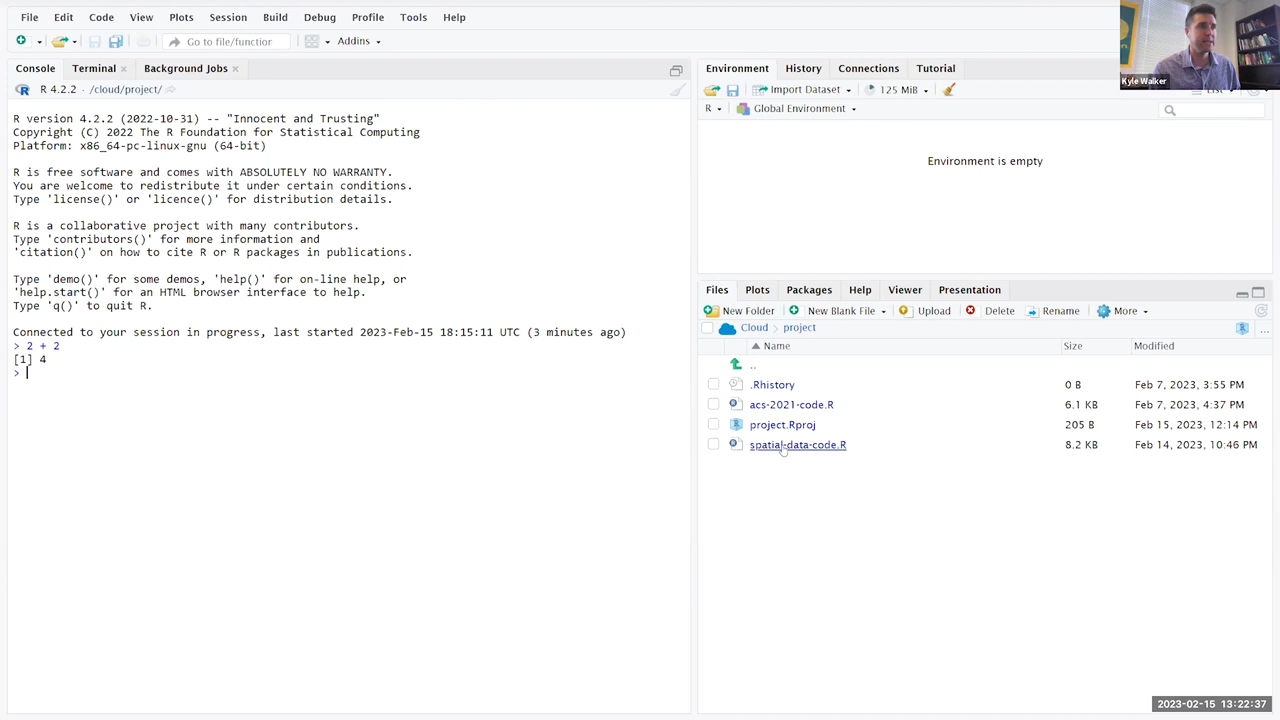 File Edit Code View Plots Session Build Debug Profile Tools Help
Go to file/function Addins
Console Terminal Background Jobs
R 4.2.2 · /cloud/project/
R version 4.2.2 (2022-10-31) -- "Innocent and Trusting"
Copyright (C) 2022 The R Foundation for Statistical Computing
Platform: x86_64-pc-linux-gnu (64-bit)
R is free software and comes with ABSOLUTELY NO WARRANTY.
You are welcome to redistribute it under certain conditions.
Type 'license()' or 'licence()' for distribution details.
R is a collaborative project with many contributors.
Type 'contributors()' for more information and
'citation()' on how to cite R or R packages in publications.
Type 'demo()' for some demos, 'help()' for on-line help, or
'help.start()' for an HTML browser interface to help.
Type 'q()' to quit R.
Connected to your session in progress, last started 2023-Feb-15 18:15:11 UTC (3 minutes ago)
> 2 + 2
[1] 4
>
Environment History Connections Tutorial
Import Dataset 125 MiB List
R Global Environment
Environment is empty
Files Plots Packages Help Viewer Presentation
New Folder New Blank File Upload Delete Rename More
Cloud > project ...
Name Size Modified
..
.Rhistory 0 B Feb 7, 2023, 3:55 PM
acs-2021-code.R 6.1 KB Feb 7, 2023, 4:37 PM
project.Rproj 205 B Feb 15, 2023, 12:14 PM
spatial-data-code.R 8.2 KB Feb 14, 2023, 10:46 PM
Kyle Walker
2023-02-15 13:22:37